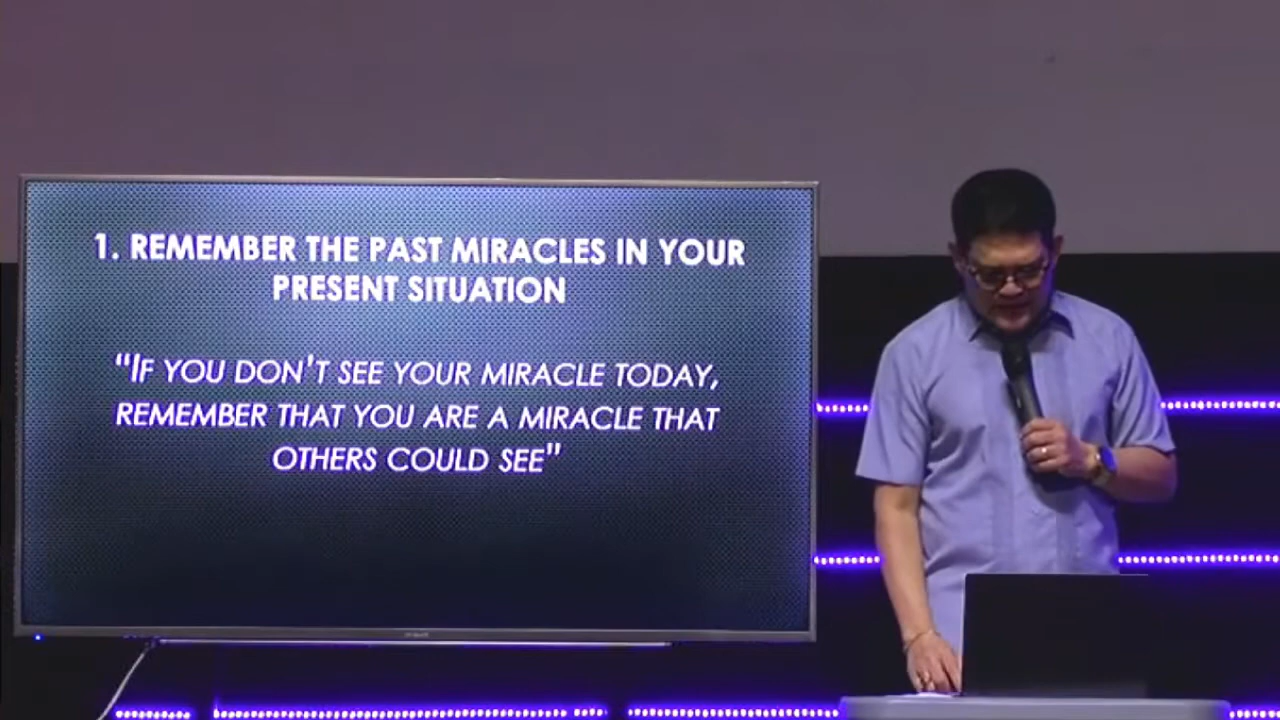 1. REMEMBER THE PAST MIRACLES IN YOUR
PRESENT SITUATION
"IF YOU DON'T SEE YOUR MIRACLE TODAY,
REMEMBER THAT YOU ARE A MIRACLE THAT
OTHERS COULD SEE"